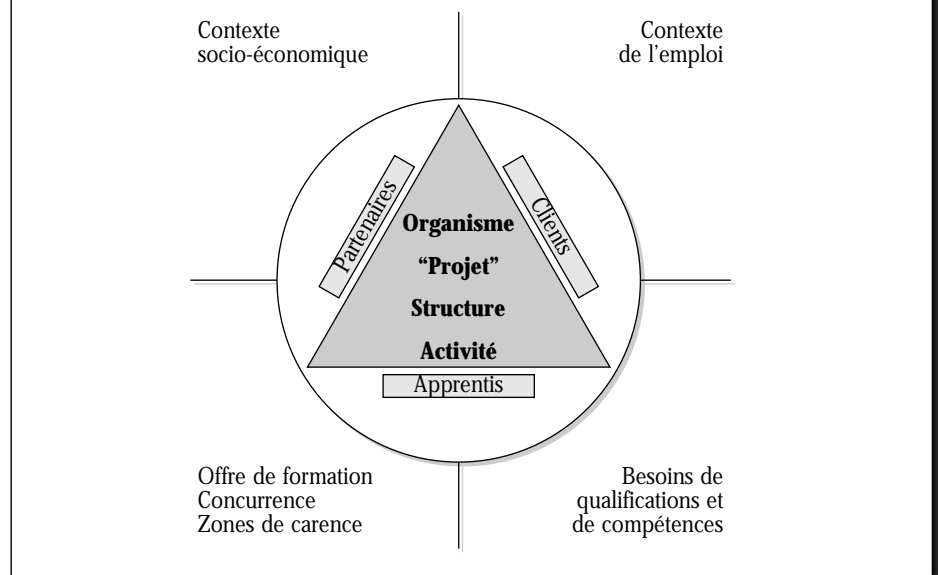 Contexte
socio-économique
Contexte
de l'emploi
Partenaires
Clients
Organisme
“Projet”
Structure
Activité
Apprentis
Offre de formation
Concurrence
Zones de carence
Besoins de
qualifications et
de compétences